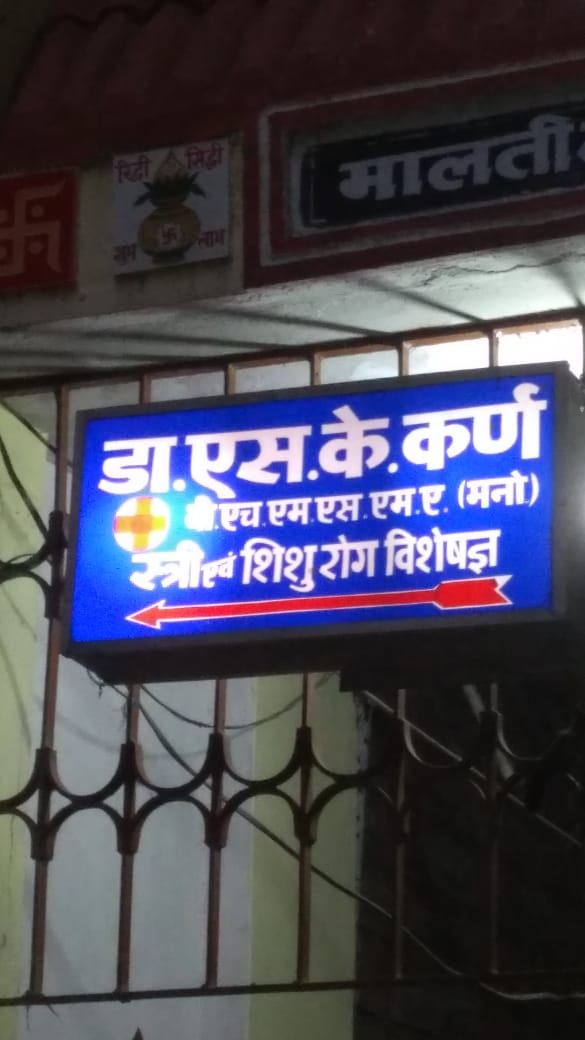 रिद्धी सिद्धी
शुभ लाभ
मालती
डा.एस.के.कर्ण
बी.एच.एम.एस.एम.ए. (मनो)
स्त्री एवं शिशु रोग विशेषज्ञ